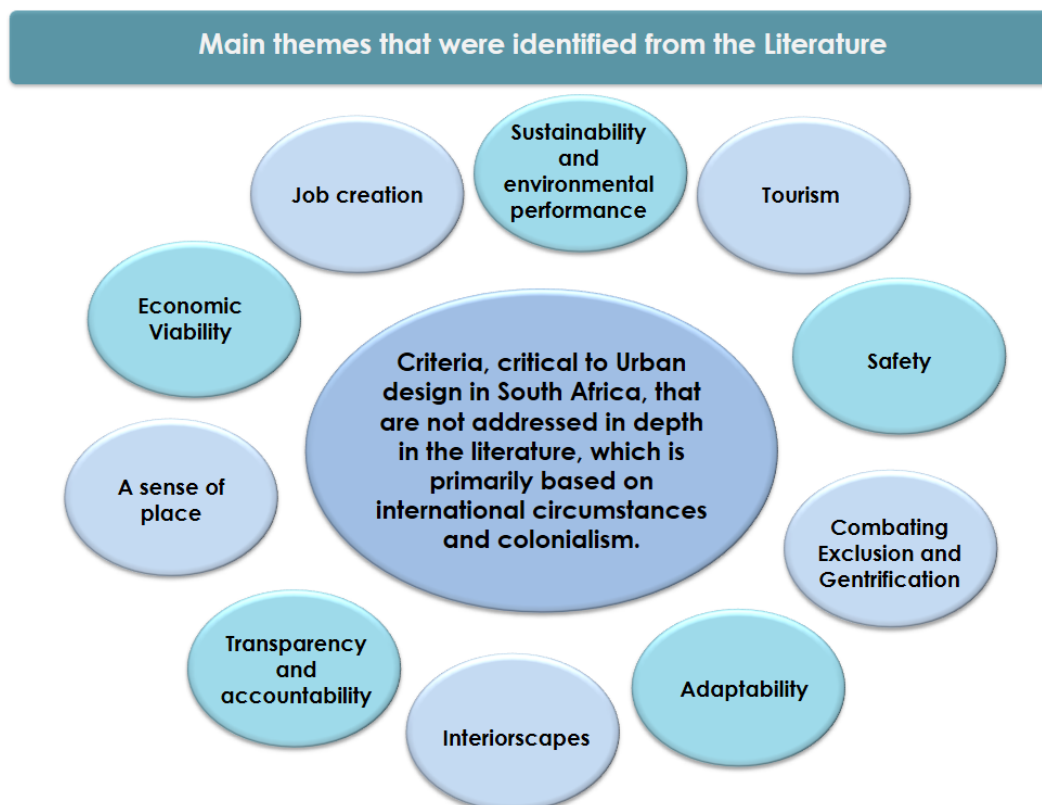 Main themes that were identified from the Literature
Sustainability
and
environmental
performance
Job creation
Tourism
Economic
Viability
Safety
Criteria, critical to Urban
design in South Africa, that
are not addressed in depth
in the literature, which is
primarily based on
international circumstances
and colonialism.
A sense of
place
Combating
Exclusion and
Gentrification
Transparency
and
accountability
Adaptability
Interiorscapes